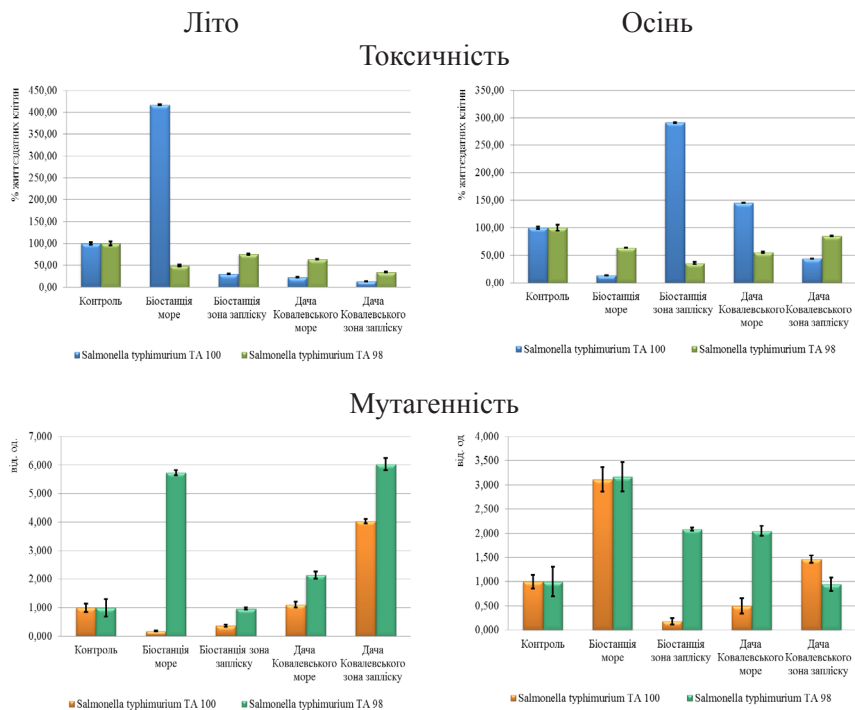 Літо
Осінь
Токсичність
% життєздатних клітин
450,00
400,00
350,00
300,00
250,00
200,00
150,00
100,00
50,00
0,00
Контроль
Біостанція море
Біостанція зона запліску
Дача Ковалевського море
Дача Ковалевського зона запліску
Salmonella typhimurium TA 100
Salmonella typhimurium TA 98
% життєздатних клітин
350,00
300,00
250,00
200,00
150,00
100,00
50,00
0,00
Контроль
Біостанція море
Біостанція зона запліску
Дача Ковалевського море
Дача Ковалевського зона запліску
Salmonella typhimurium TA 100
Salmonella typhimurium TA 98
Мутагенність
від. од.
7,000
6,000
5,000
4,000
3,000
2,000
1,000
0,000
Контроль
Біостанція море
Біостанція зона запліску
Дача Ковалевського море
Дача Ковалевського зона запліску
Salmonella typhimurium TA 100
Salmonella typhimurium TA 98
від. од
4,000
3,500
3,000
2,500
2,000
1,500
1,000
0,500
0,000
Контроль
Біостанція море
Біостанція зона запліску
Дача Ковалевського море
Дача Ковалевського зона запліску
Salmonella typhimurium TA 100
Salmonella typhimurium TA 98